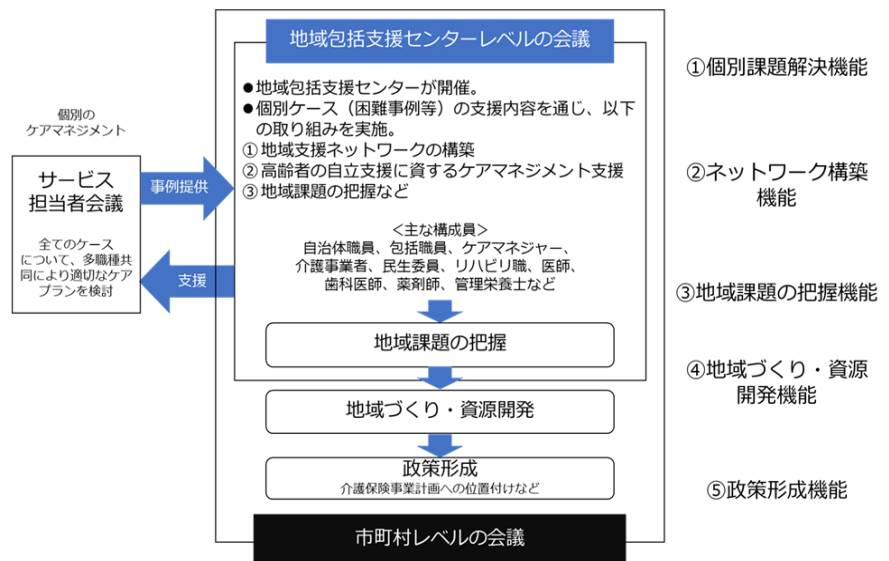 地域包括支援センターレベルの会議
●地域包括支援センターが開催。
●個別ケース（困難事例等）の支援内容を通じ、以下
の取り組みを実施。
① 地域支援ネットワークの構築
② 高齢者の自立支援に資するケアマネジメント支援
③ 地域課題の把握など
＜主な構成員＞
自治体職員、包括職員、ケアマネジャー、
介護事業者、民生委員、リハビリ職、医師、
歯科医師、薬剤師、管理栄養士など
地域課題の把握
地域づくり・資源開発
政策形成
介護保険事業計画への位置付けなど
市町村レベルの会議
個別の
ケアマネジメント
サービス
担当者会議
全てのケース
について、多職種共
同により適切なケア
プランを検討
事例提供
支援
①個別課題解決機能
②ネットワーク構築
機能
③地域課題の把握機能
④地域づくり・資源
開発機能
⑤政策形成機能